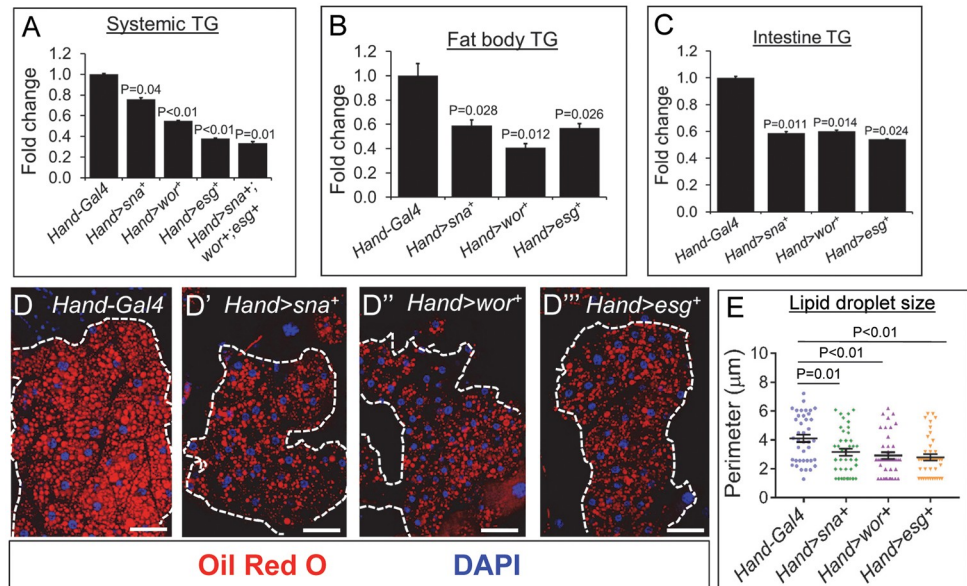 A
Systemic TG
Fold change
1.2
1.0
0.8
0.6
0.4
0.2
0.0
P=0.04
P<0.01
P<0.01
P=0.01
Hand-Gal4
Hand>sna+
Hand>wor+
Hand>esg+
Hand>sna+;
wor+;esg+
B
Fat body TG
Fold change
1.2
1.0
0.8
0.6
0.4
0.2
0.0
P=0.028
P=0.012
P=0.026
Hand-Gal4
Hand>sna+
Hand>wor+
Hand>esg+
C
Intestine TG
Fold change
1.2
1.0
0.8
0.6
0.4
0.2
0.0
P=0.011
P=0.014
P=0.024
Hand-Gal4
Hand>sna+
Hand>wor+
Hand>esg+
D Hand-Gal4
D' Hand>sna+
D'' Hand>wor+
D''' Hand>esg+
Oil Red O DAPI
E
Lipid droplet size
P<0.01
P<0.01
P=0.01
Perimeter (μm)
10
8
6
4
2
0
Hand-Gal4
Hand>sna+
Hand>wor+
Hand>esg+